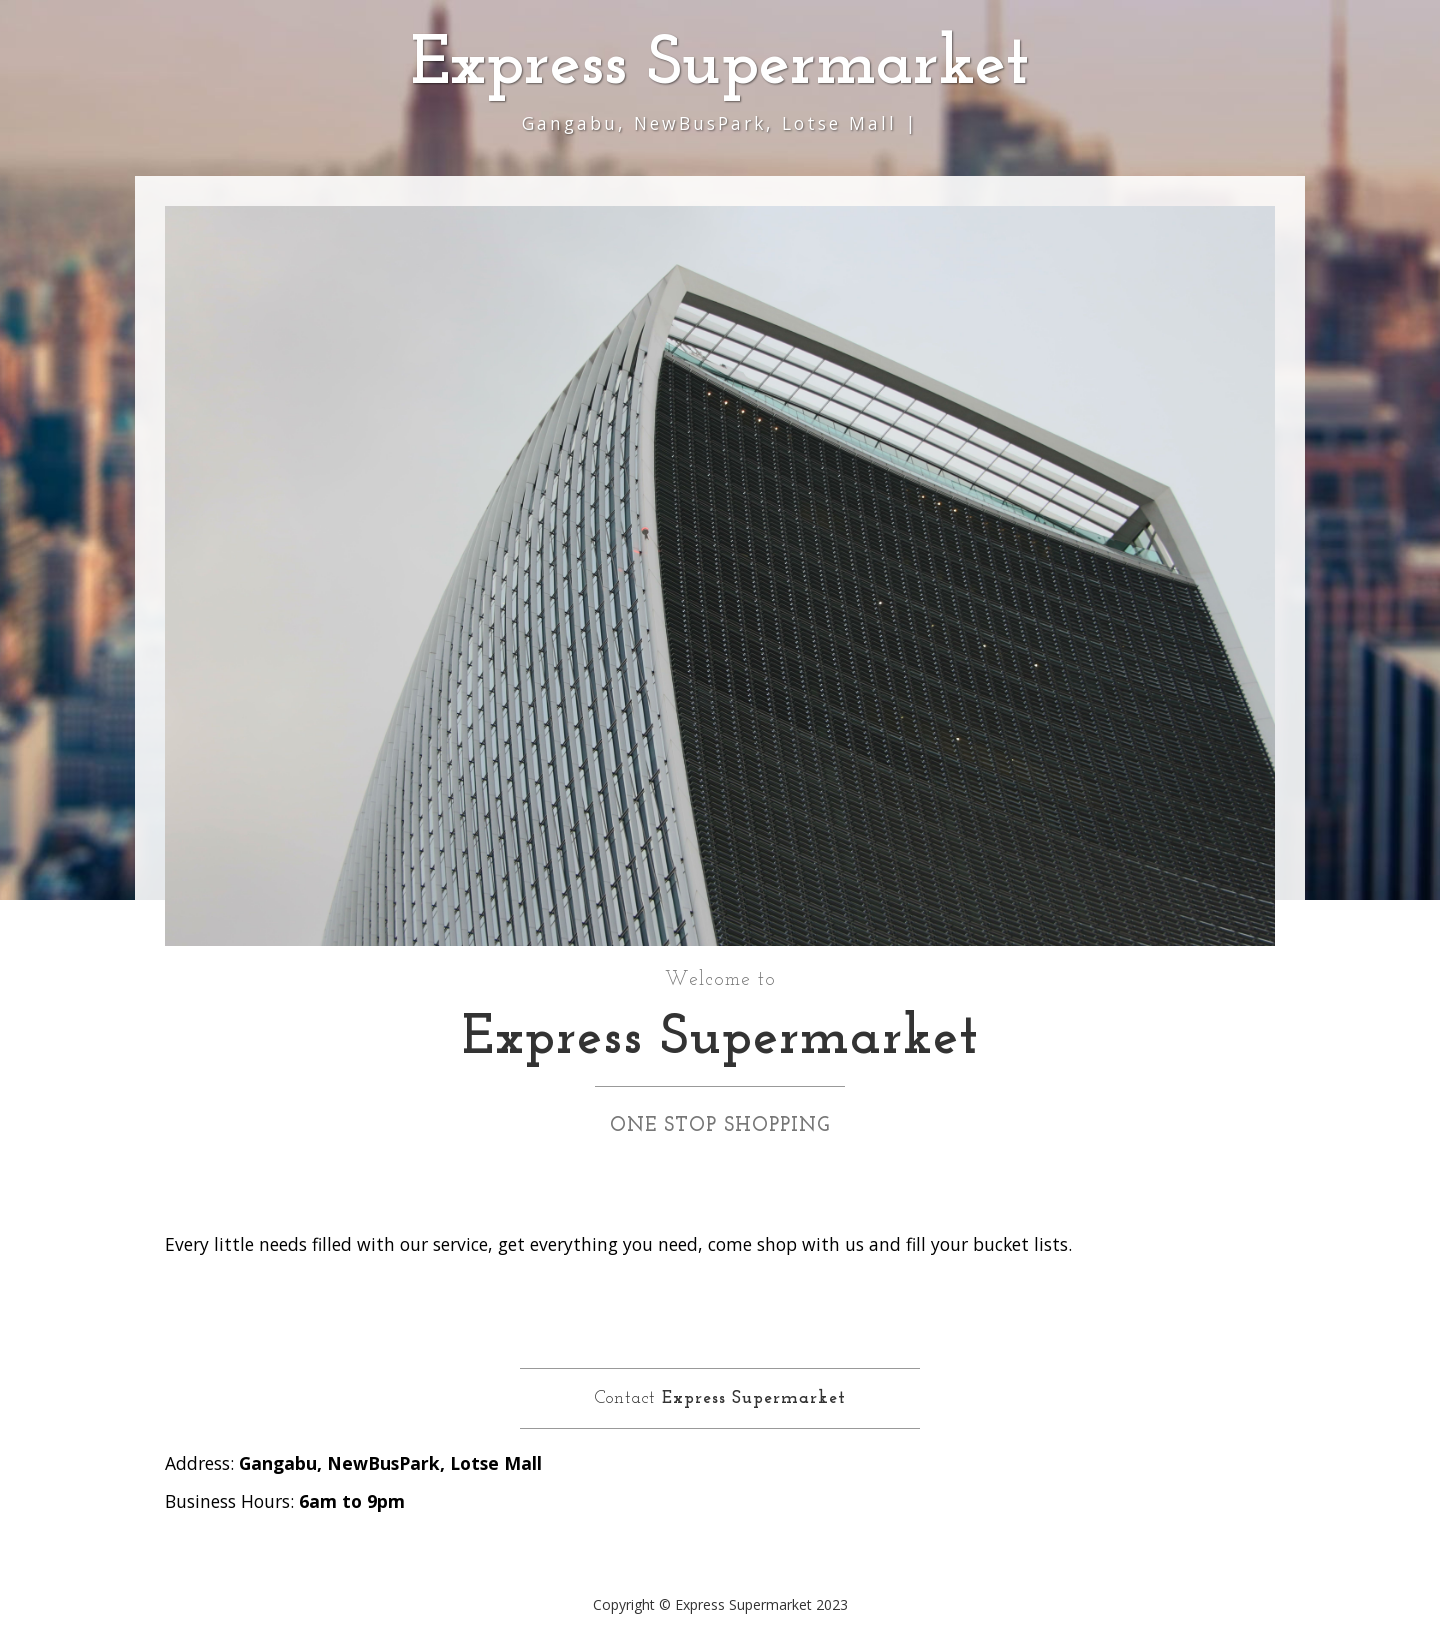 Express Supermarket
Gangabu, NewBusPark, Lotse Mall |
Welcome to
Express Supermarket
ONE STOP SHOPPING
Every little needs filled with our service, get everything you need, come shop with us and fill your bucket lists.
Contact Express Supermarket
Address: Gangabu, NewBusPark, Lotse Mall
Business Hours: 6am to 9pm
Copyright © Express Supermarket 2023